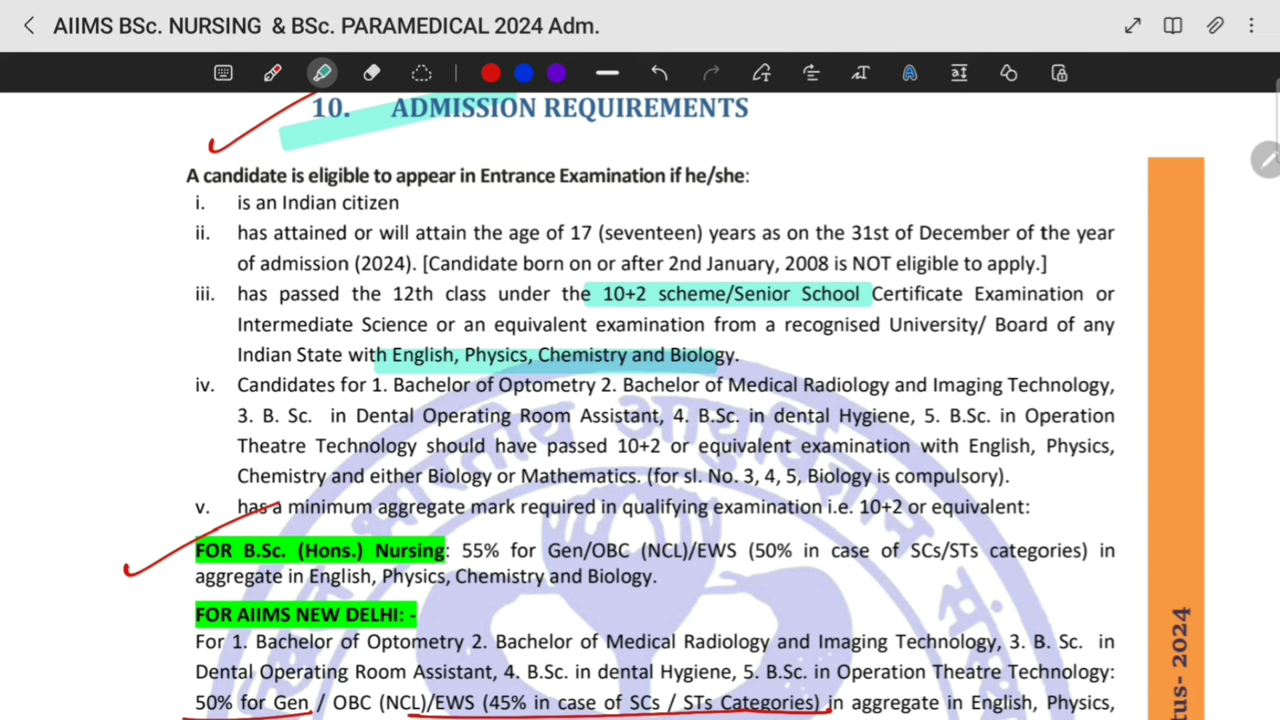 AIIMS BSc. NURSING & BSc. PARAMEDICAL 2024 Adm.
10. ADMISSION REQUIREMENTS
A candidate is eligible to appear in Entrance Examination if he/she:
i. is an Indian citizen
ii. has attained or will attain the age of 17 (seventeen) years as on the 31st of December of the year
of admission (2024). [Candidate born on or after 2nd January, 2008 is NOT eligible to apply.]
iii. has passed the 12th class under the 10+2 scheme/Senior School Certificate Examination or
Intermediate Science or an equivalent examination from a recognised University/ Board of any
Indian State with English, Physics, Chemistry and Biology.
iv. Candidates for 1. Bachelor of Optometry 2. Bachelor of Medical Radiology and Imaging Technology,
3. B. Sc. in Dental Operating Room Assistant, 4. B.Sc. in dental Hygiene, 5. B.Sc. in Operation
Theatre Technology should have passed 10+2 or equivalent examination with English, Physics,
Chemistry and either Biology or Mathematics. (for sl. No. 3, 4, 5, Biology is compulsory).
v. has a minimum aggregate mark required in qualifying examination i.e. 10+2 or equivalent:
FOR B.Sc. (Hons.) Nursing: 55% for Gen/OBC (NCL)/EWS (50% in case of SCs/STs categories) in
aggregate in English, Physics, Chemistry and Biology.
FOR AIIMS NEW DELHI: -
For 1. Bachelor of Optometry 2. Bachelor of Medical Radiology and Imaging Technology, 3. B. Sc. in
Dental Operating Room Assistant, 4. B.Sc. in dental Hygiene, 5. B.Sc. in Operation Theatre Technology:
50% for Gen / OBC (NCL)/EWS (45% in case of SCs / STs Categories) in aggregate in English, Physics,
tus- 2024